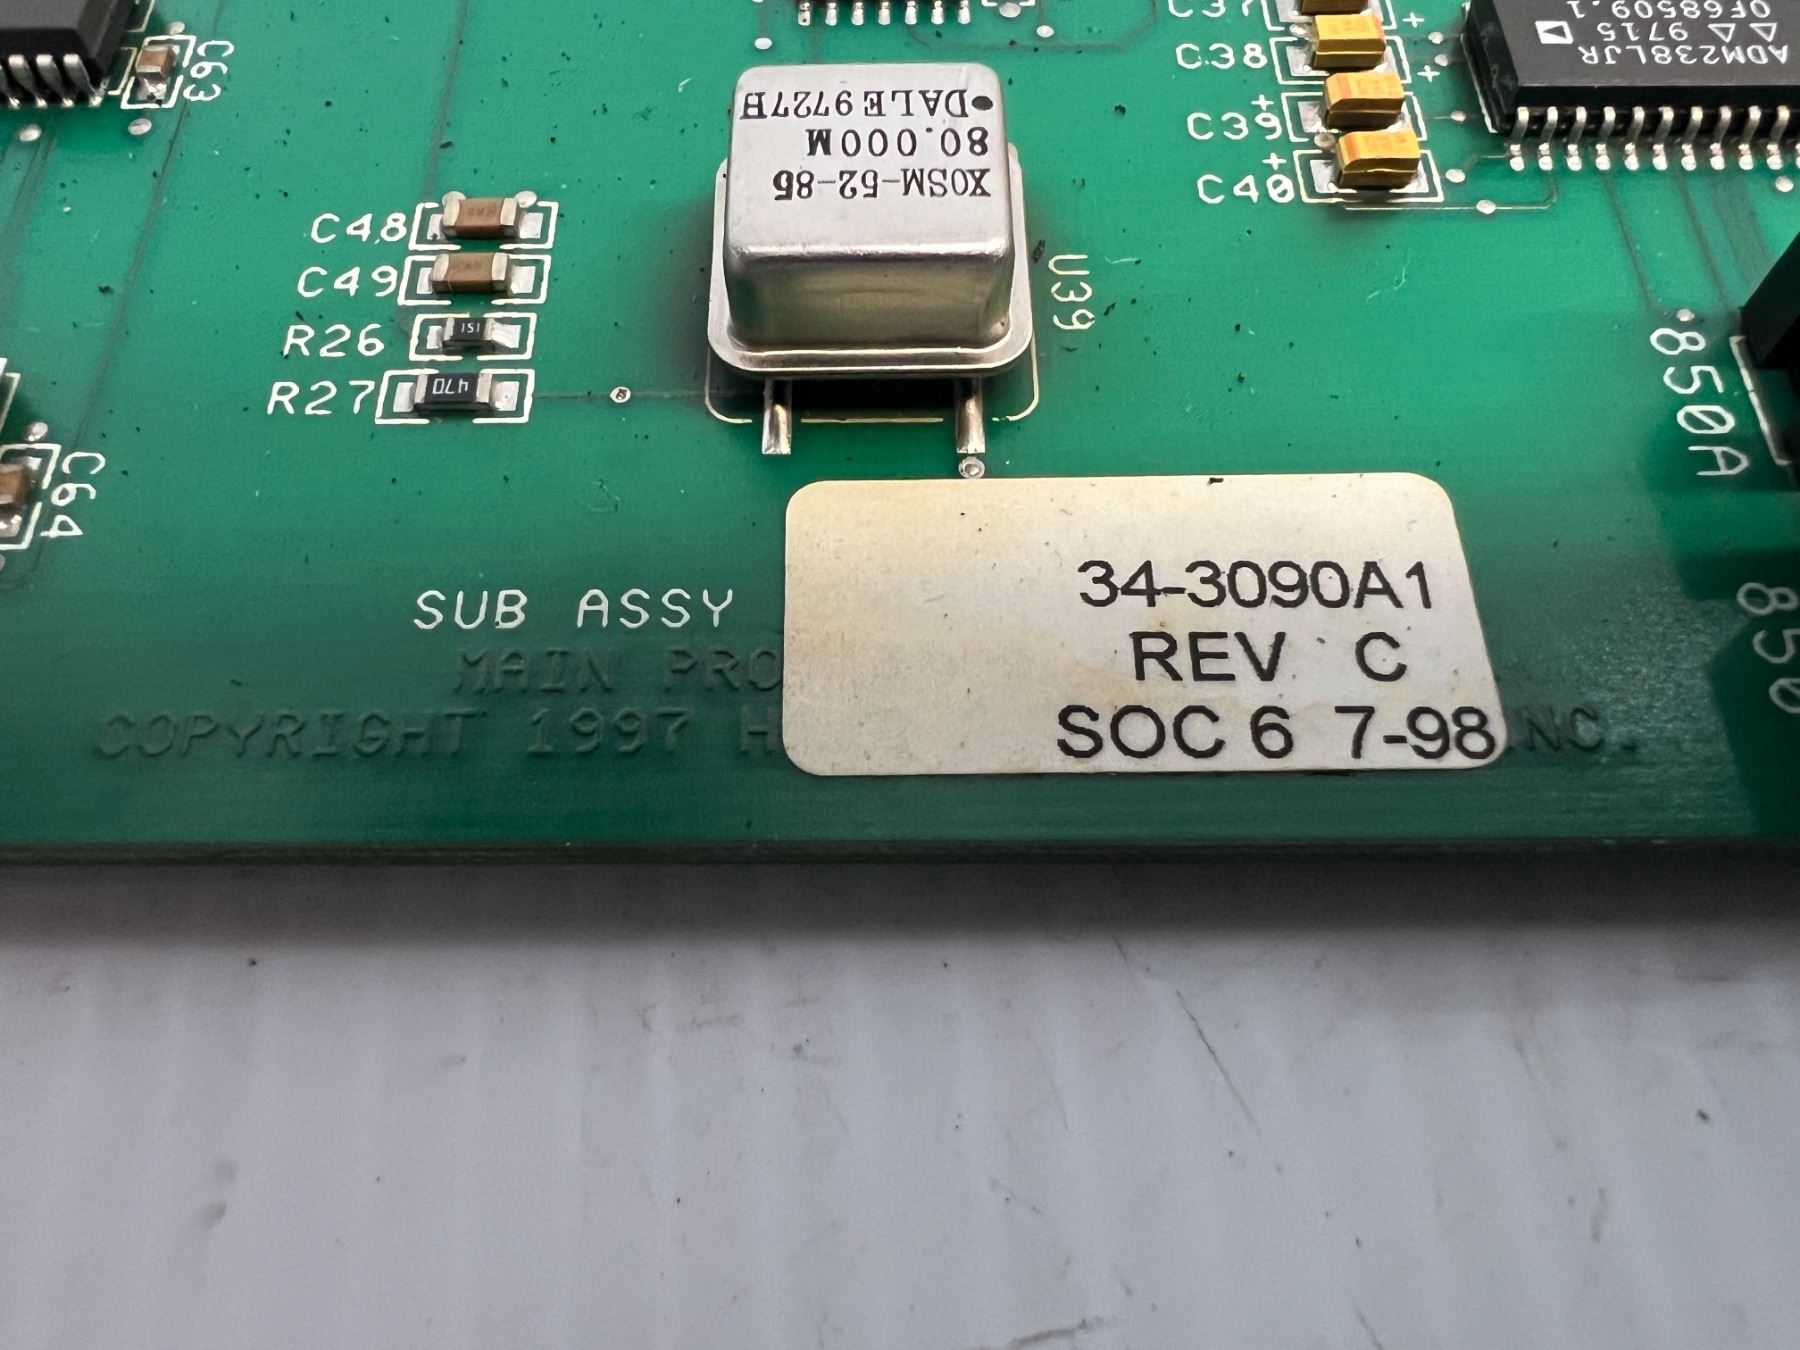 C63
C37
C38
C39
C40
ADM238LJR
9715
0F68509.1
DALE 9727B
80.000M
XOSM-52-85
U39
C48
C49
R26
151
R27
470
C64
850A
850
SUB ASSY
MAIN PRO
COPYRIGHT 1997 H
INC.
34-3090A1
REV C
SOC 6 7-98